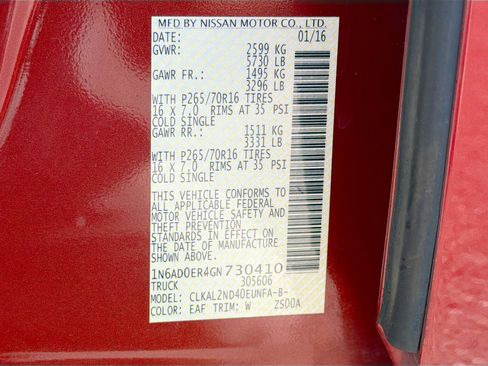 MFD BY NISSAN MOTOR CO., LTD.
DATE: 01/16
GVWR: 2599 KG
5730 LB
GAWR FR.: 1495 KG
3296 LB
WITH P265/70R16 TIRES
16 X 7.0 RIMS AT 35 PSI
COLD SINGLE
GAWR RR.: 1511 KG
3331 LB
WITH P265/70R16 TIRES
16 X 7.0 RIMS AT 35 PSI
COLD SINGLE
THIS VEHICLE CONFORMS TO
ALL APPLICABLE FEDERAL
MOTOR VEHICLE SAFETY
AND THEFT PREVENTION
STANDARDS IN EFFECT ON
THE DATE OF MANUFACTURE
SHOWN ABOVE.
1N6AD0ER4GN730410
TRUCK 305606
MODEL: CLKAL2ND40EUNFA-B-
COLOR: EAF TRIM: W ZSD0A